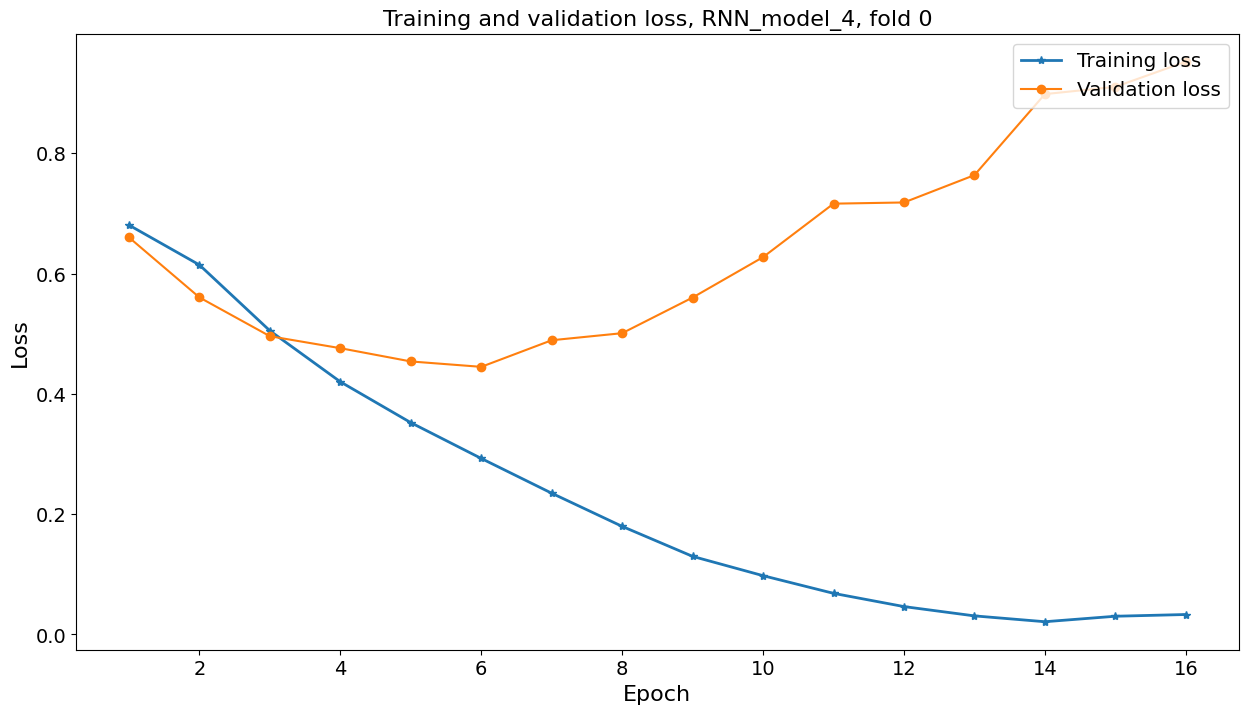 Training and validation loss, RNN_model_4, fold 0
Training loss
Validation loss
Loss
0.8
0.6
0.4
0.2
0.0
2 4 6 8 10 12 14 16
Epoch